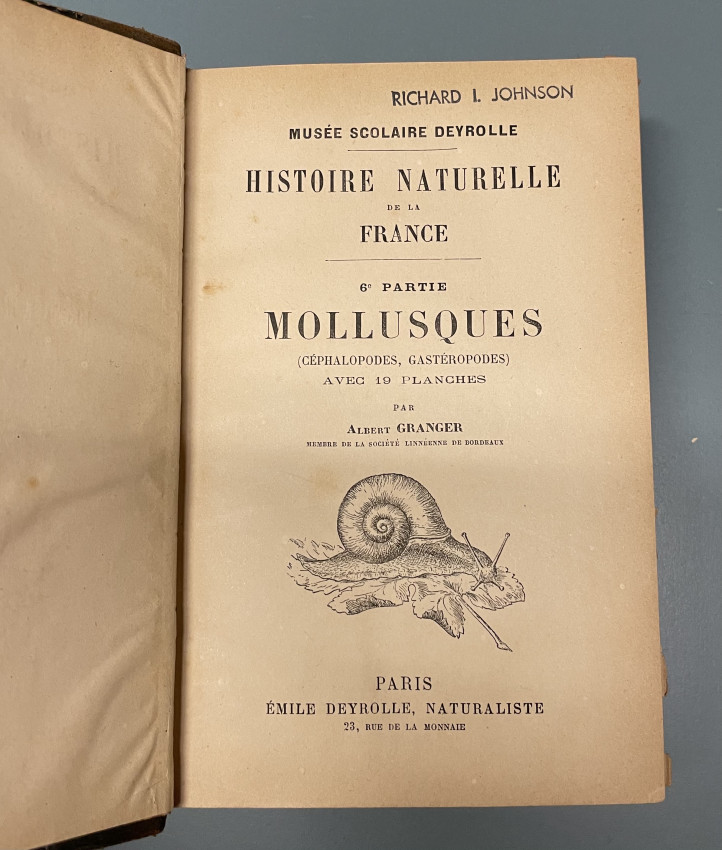 RICHARD I. JOHNSON
MUSÉE SCOLAIRE DEYROLLE
HISTOIRE NATURELLE
DE LA
FRANCE
6e PARTIE
MOLLUSQUES
(CÉPHALOPODES, GASTÉROPODES)
AVEC 19 PLANCHES
PAR
ALBERT GRANGER
MEMBRE DE LA SOCIÉTÉ LINNÉENNE DE BORDEAUX
PARIS
ÉMILE DEYROLLE, NATURALISTE
23, RUE DE LA MONNAIE